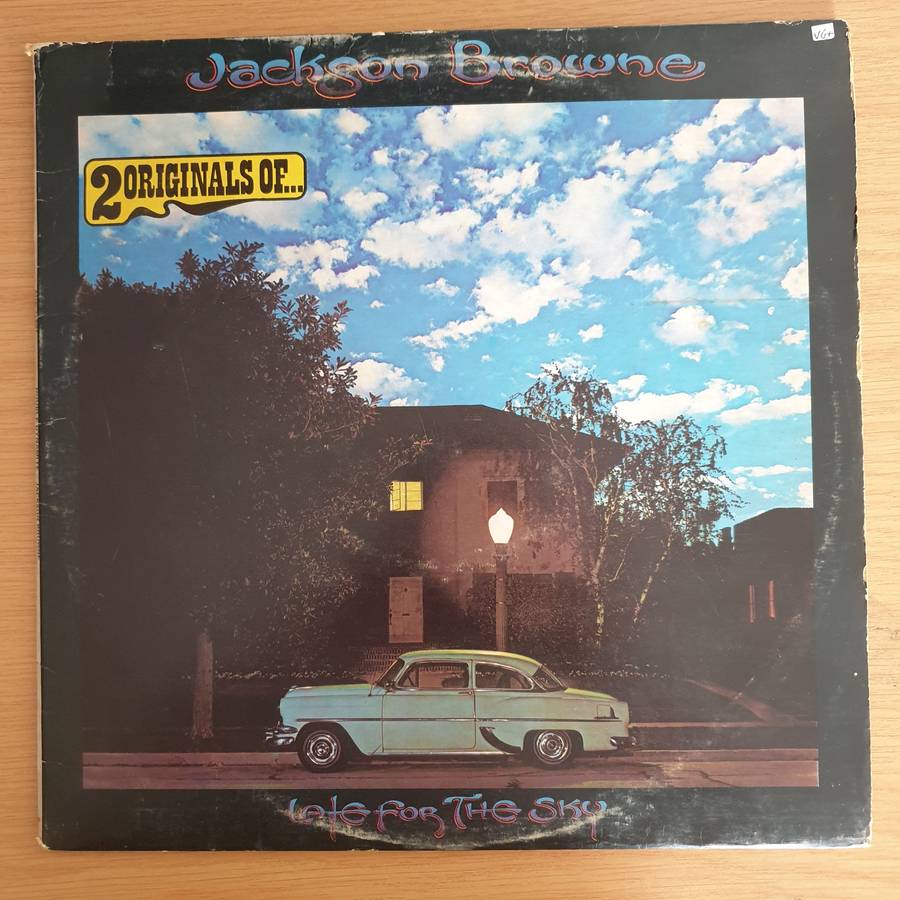 VG+
Jackson Browne
2 ORIGINALS OF...
LATE FOR THE SKY